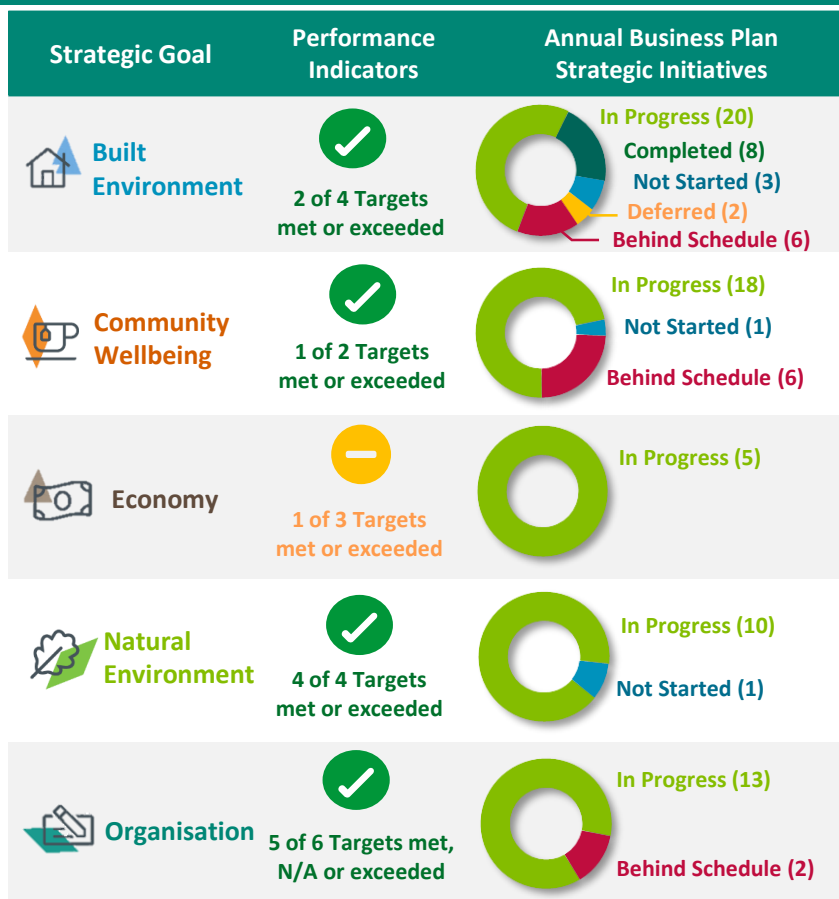 Strategic Goal
Performance
Indicators
Annual Business Plan
Strategic Initiatives
Built
Environment
2 of 4 Targets
met or exceeded
In Progress (20)
Completed (8)
Not Started (3)
Deferred (2)
Behind Schedule (6)
Community
Wellbeing
1 of 2 Targets
met or exceeded
In Progress (18)
Not Started (1)
Behind Schedule (6)
Economy
1 of 3 Targets
met or exceeded
In Progress (5)
Natural
Environment
4 of 4 Targets
met or exceeded
In Progress (10)
Not Started (1)
Organisation
5 of 6 Targets met,
N/A or exceeded
In Progress (13)
Behind Schedule (2)